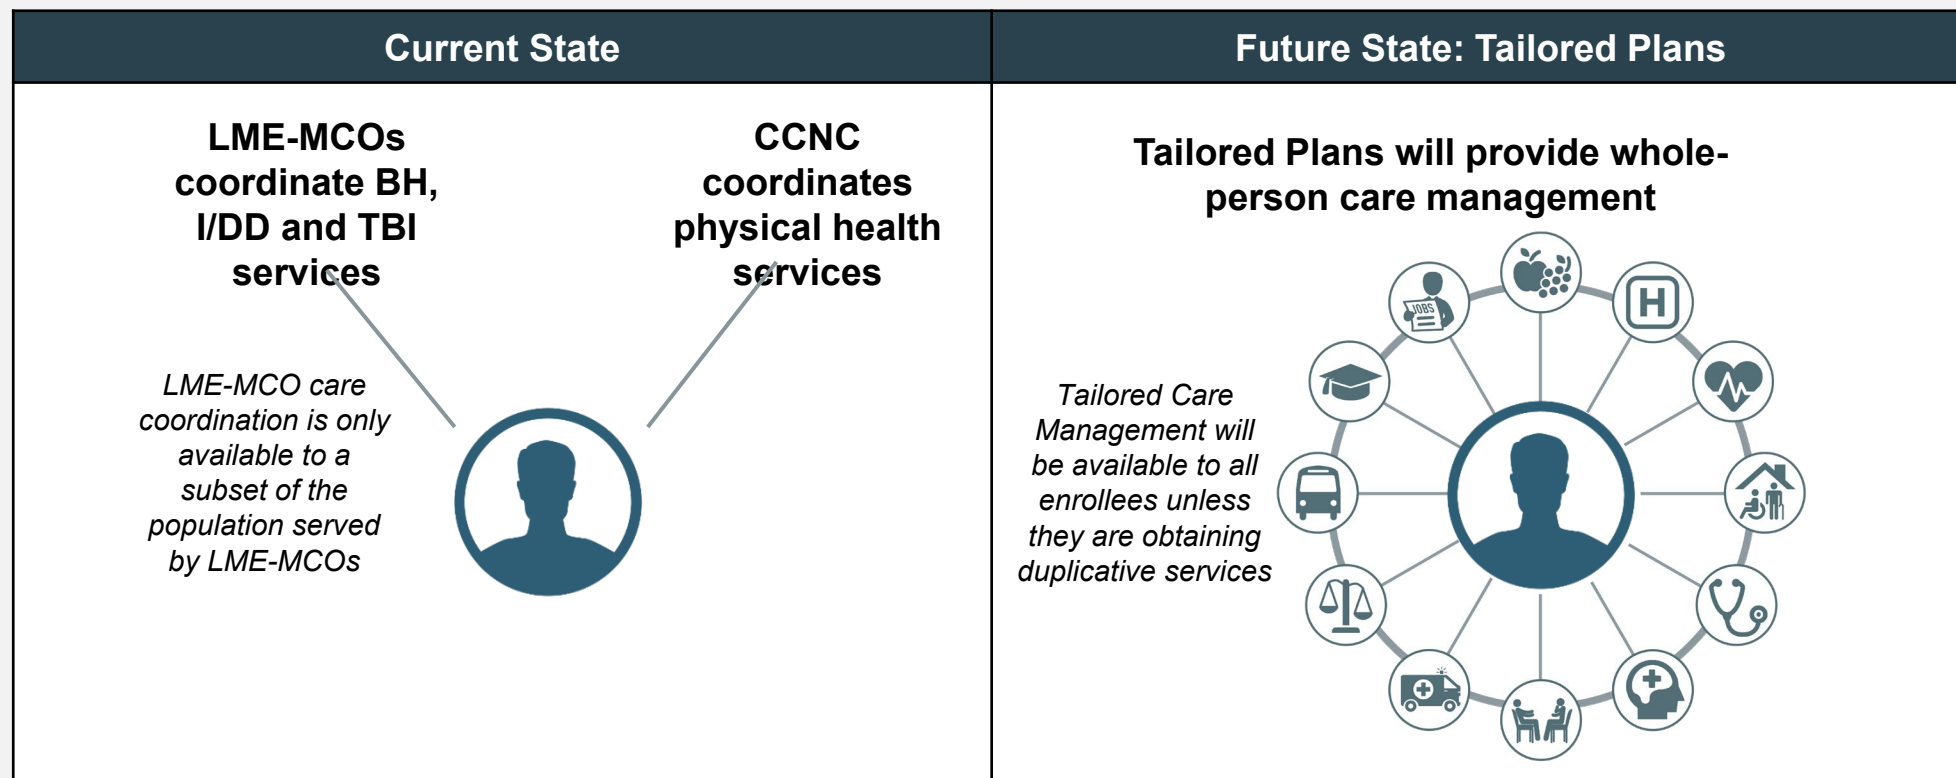 Current State
LME-MCOs
coordinate BH,
I/DD and TBI
services
CCNC
coordinates
physical health
services
LME-MCO care
coordination is only
available to a
subset of the
population served
by LME-MCOs
Future State: Tailored Plans
Tailored Plans will provide whole-
person care management
Tailored Care
Management will
be available to all
enrollees unless
they are obtaining
duplicative services
JOBS
H